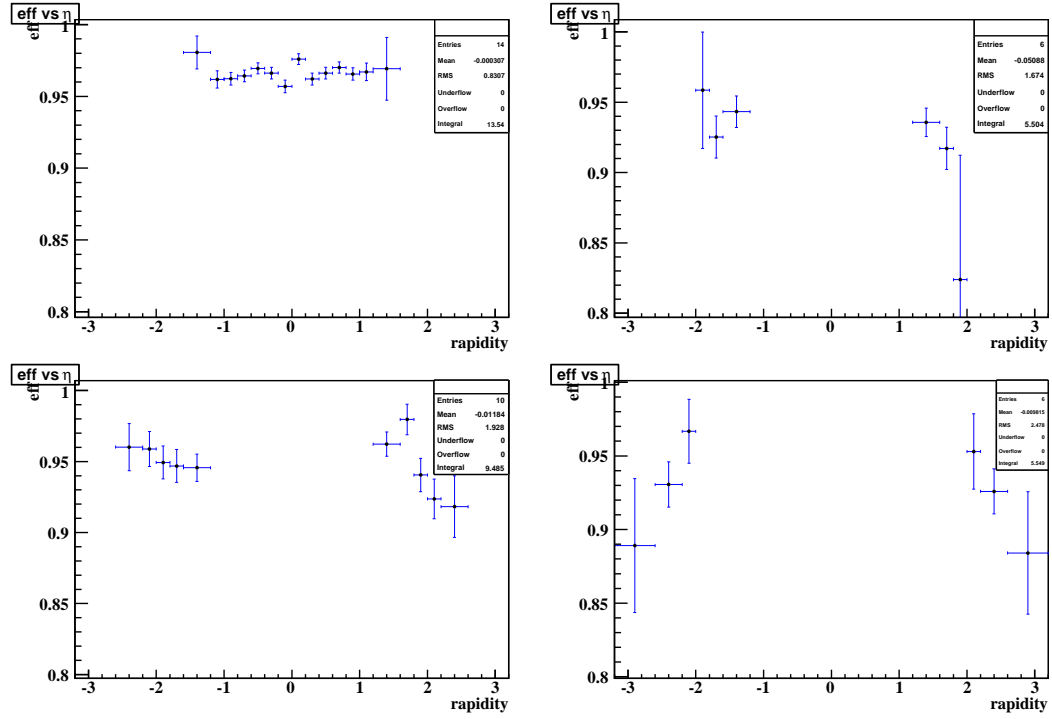 eff vs η
eff
1
0.95
0.9
0.85
0.8
-3 -2 -1 0 1 2 3
rapidity
Entries 14
Mean -0.000307
RMS 0.8307
Underflow 0
Overflow 0
Integral 13.54
eff vs η
eff
1
0.95
0.9
0.85
0.8
-3 -2 -1 0 1 2 3
rapidity
Entries 6
Mean -0.05088
RMS 1.674
Underflow 0
Overflow 0
Integral 5.504
eff vs η
eff
1
0.95
0.9
0.85
0.8
-3 -2 -1 0 1 2 3
rapidity
Entries 10
Mean -0.01184
RMS 1.928
Underflow 0
Overflow 0
Integral 9.485
eff vs η
eff
1
0.95
0.9
0.85
0.8
-3 -2 -1 0 1 2 3
rapidity
Entries 6
Mean -0.009815
RMS 2.478
Underflow 0
Overflow 0
Integral 5.549